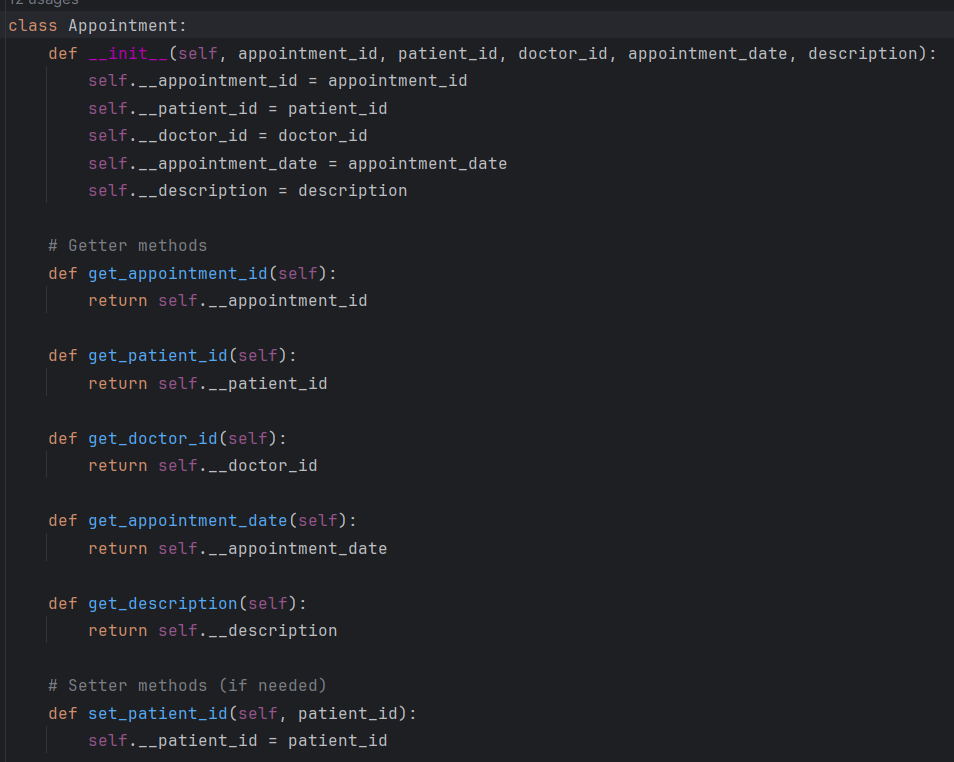 12 usages
class Appointment:
    def __init__(self, appointment_id, patient_id, doctor_id, appointment_date, description):
        self.__appointment_id = appointment_id
        self.__patient_id = patient_id
        self.__doctor_id = doctor_id
        self.__appointment_date = appointment_date
        self.__description = description

    # Getter methods
    def get_appointment_id(self):
        return self.__appointment_id

    def get_patient_id(self):
        return self.__patient_id

    def get_doctor_id(self):
        return self.__doctor_id

    def get_appointment_date(self):
        return self.__appointment_date

    def get_description(self):
        return self.__description

    # Setter methods (if needed)
    def set_patient_id(self, patient_id):
        self.__patient_id = patient_id